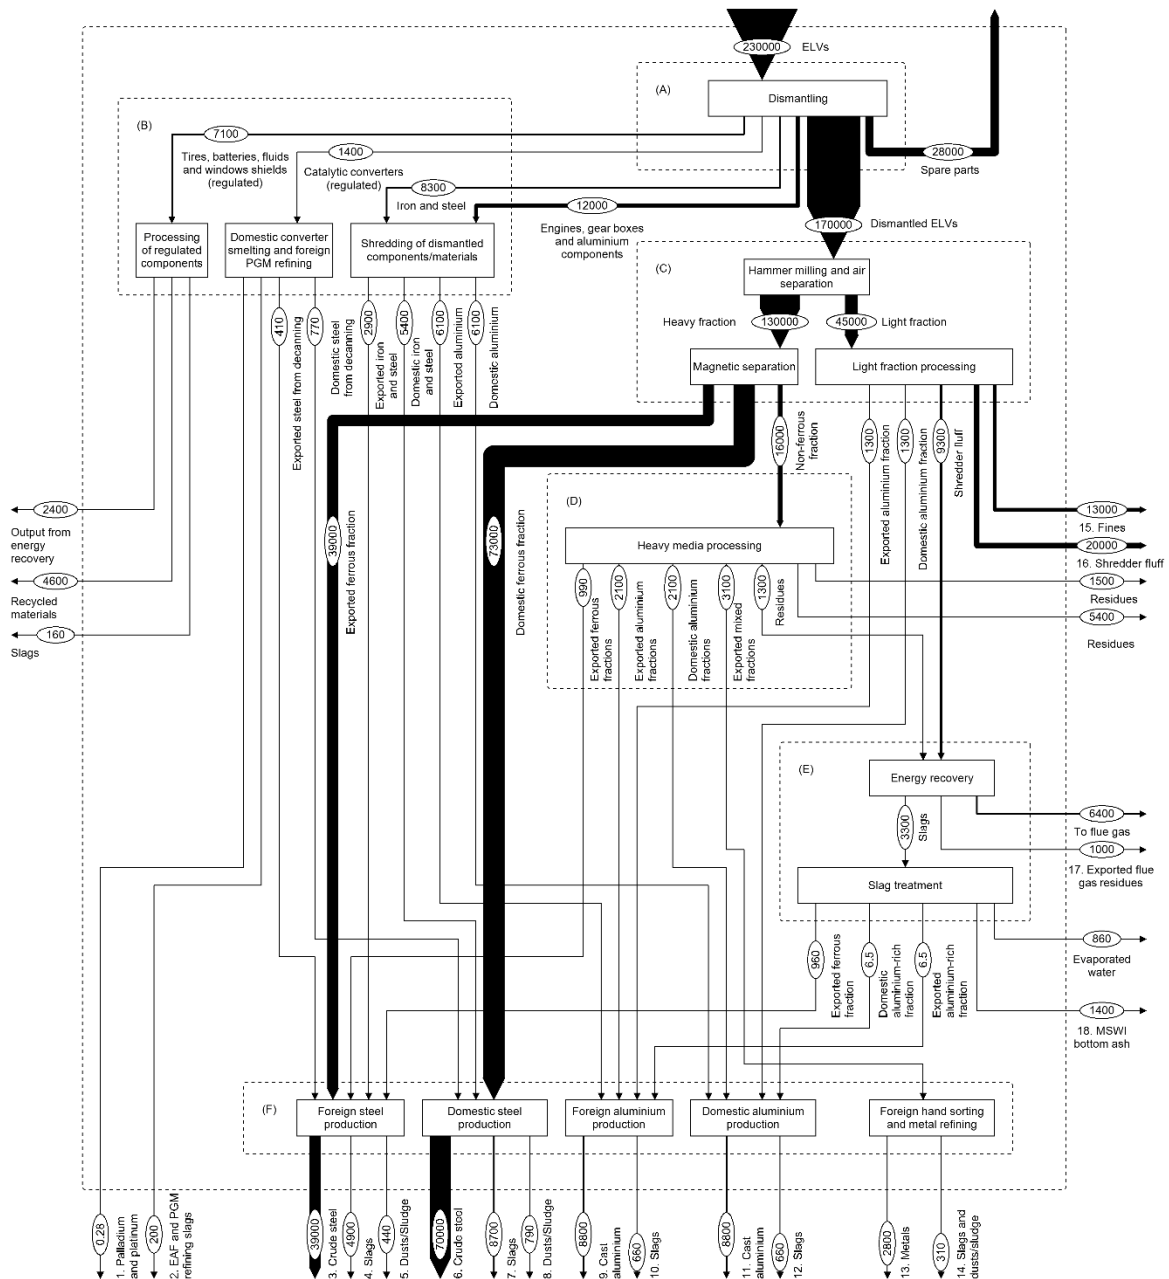 230000
ELVs
(A)
Dismantling
(B)
7100
Tires, batteries, fluids
and windows shields
(regulated)
1400
Catalytic converters
(regulated)
8300
Iron and steel
12000
Engines, gear boxes
and aluminium
components
28000
Spare parts
170000
Dismantled ELVs
Processing
of regulated
components
Domestic converter
smelting and foreign
PGM refining
Shredding of dismantled
components/materials
(C)
Hammer milling and air
separation
Heavy fraction
130000
45000
Light fraction
Magnetic separation
Light fraction processing
410
Exported steel from decanning
770
Domestic steel
from decanning
2900
Exported iron
and steel
5400
Domestic iron
and steel
6100
Exported aluminium
6100
Domestic aluminium
16000
Non-ferrous
fraction
1300
Exported aluminium fraction
1300
Domestic aluminium fraction
9300
Shredder fluff
2400
Output from
energy
recovery
4600
Recycled
materials
160
Slags
39000
Exported ferrous fraction
73000
Domestic ferrous fraction
(D)
Heavy media processing
990
Exported ferrous
fractions
2100
Exported aluminium
fractions
2100
Domestic aluminium
fractions
3100
Exported mixed
fractions
1300
Residues
13000
15. Fines
20000
16. Shredder fluff
1500
Residues
5400
Residues
(E)
Energy recovery
3300
Slags
6400
To flue gas
1000
17. Exported flue
gas residues
Slag treatment
960
Exported ferrous
fraction
6.5
Domestic
aluminium-rich
fraction
6.5
Exported
aluminium-rich
fraction
860
Evaporated
water
1400
18. MSWI
bottom ash
(F)
Foreign steel
production
Domestic steel
production
Foreign aluminium
production
Domestic aluminium
production
Foreign hand sorting
and metal refining
0.28
1. Palladium
and platinum
200
2. EAF and PGM
refining slags
39000
3. Crude steel
4900
4. Slags
440
5. Dusts/Sludge
70000
6. Crude steel
8700
7. Slags
790
8. Dusts/Sludge
8800
9. Cast
aluminium
660
10. Slags
8800
11. Cast
aluminium
660
12. Slags
2800
13. Metals
310
14. Slags and
dusts/sludge